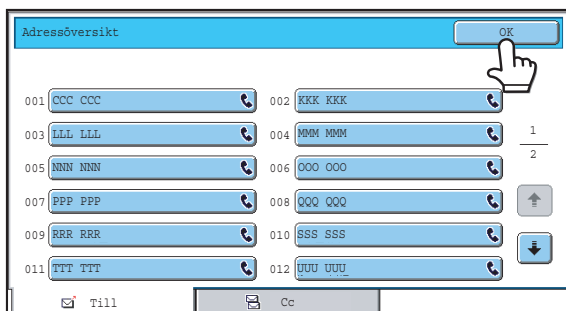 Adressôversikt OK
001 CCC CCC 002 KKK KKK
003 LLL LLL 004 MMM MMM
1
005 NNN NNN 006 OOO OOO
2
007 PPP PPP 008 QQQ QQQ
009 RRR RRR 010 SSS SSS
011 TTT TTT 012 UUU UUU
Till Cc